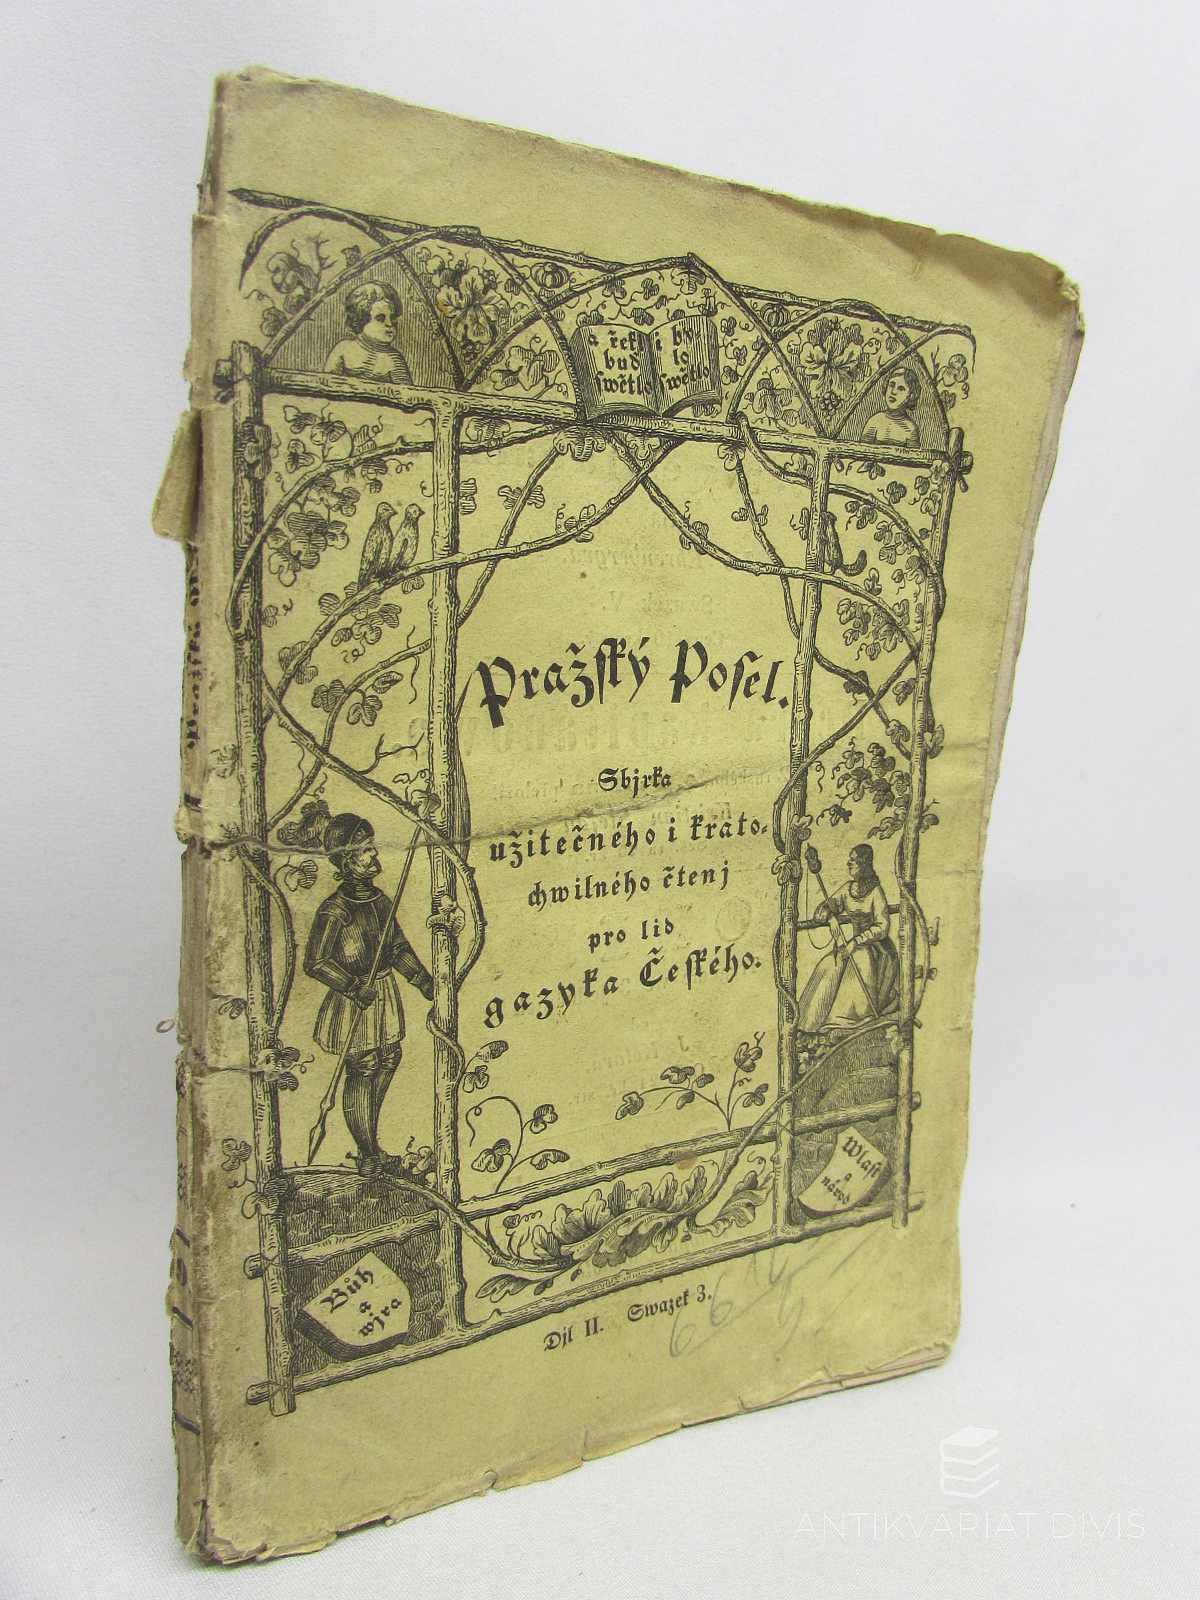 a řekl
bud
swětlo
i by
lo
swětlo
Pražský Posel.
Sbjrka
užitečného i krato-
chwilného čtenj
pro lid
gazyka Českého.
Wlast
a
národ
Bůh
a
wjra
Djl II. Swazek 3.
ANTIKVARIAT DIVIS